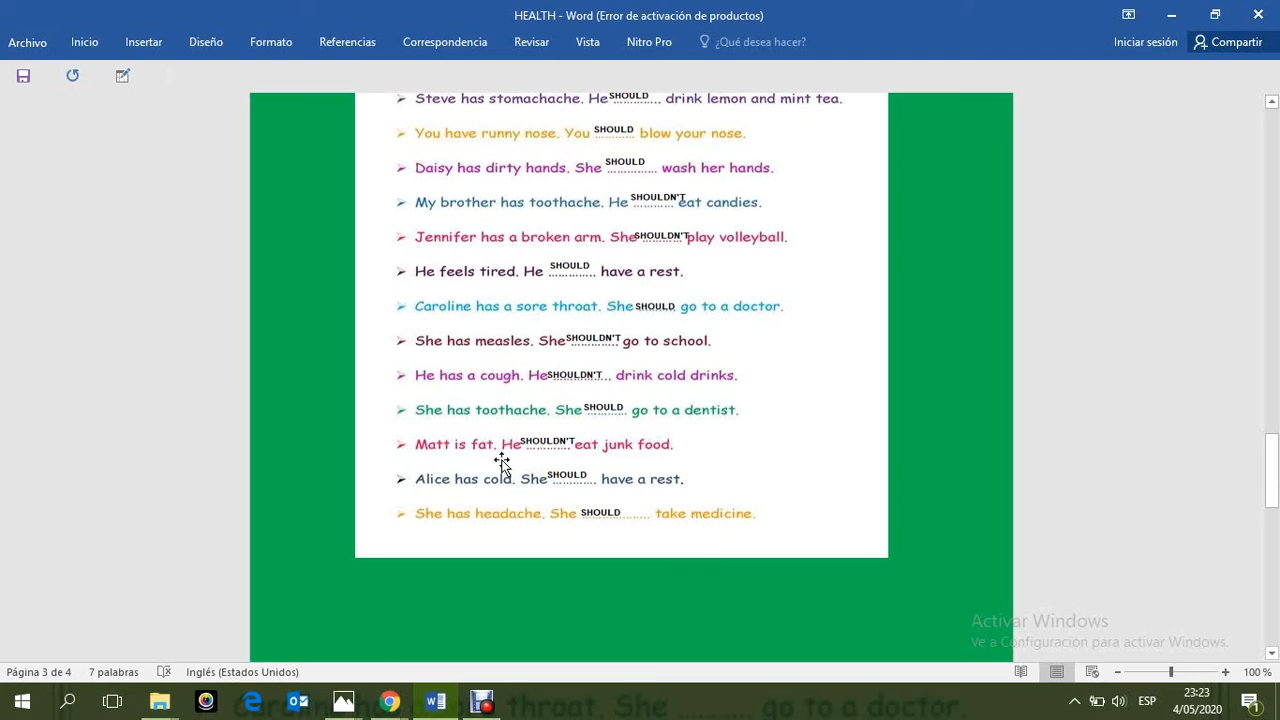 HEALTH - Word (Error de activación de productos)
Archivo Inicio Insertar Diseño Formato Referencias Correspondencia Revisar Vista Nitro Pro ¿Qué desea hacer? Iniciar sesión Compartir
Steve has stomachache. He SHOULD drink lemon and mint tea.
You have runny nose. You SHOULD blow your nose.
Daisy has dirty hands. She SHOULD wash her hands.
My brother has toothache. He SHOULDN'T eat candies.
Jennifer has a broken arm. She SHOULDN'T play volleyball.
He feels tired. He SHOULD have a rest.
Caroline has a sore throat. She SHOULD go to a doctor.
She has measles. She SHOULDN'T go to school.
He has a cough. He SHOULDN'T drink cold drinks.
She has toothache. She SHOULD go to a dentist.
Matt is fat. He SHOULDN'T eat junk food.
Alice has cold. She SHOULD have a rest.
She has headache. She SHOULD take medicine.
Activar Windows
Ve a Configuración para activar Windows.
Página 3 de 4 7 palabras Inglés (Estados Unidos) 100 %
throat. She go to a doctor.
ESP 23:23
4/05/2020